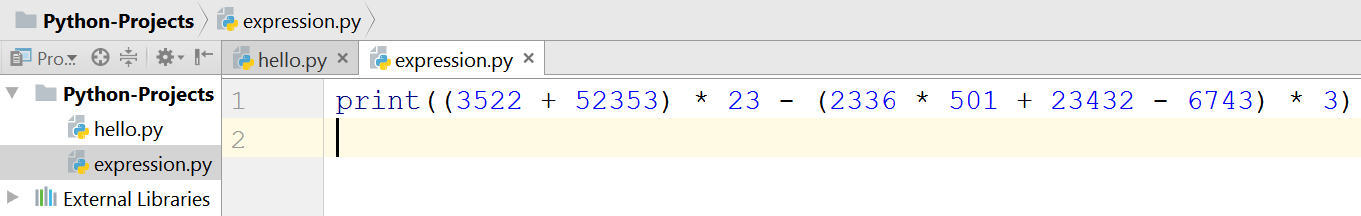 Python-Projects expression.py
Pro... hello.py expression.py
Python-Projects
hello.py
expression.py
External Libraries
1 print((3522 + 52353) * 23 - (2336 * 501 + 23432 - 6743) * 3)
2